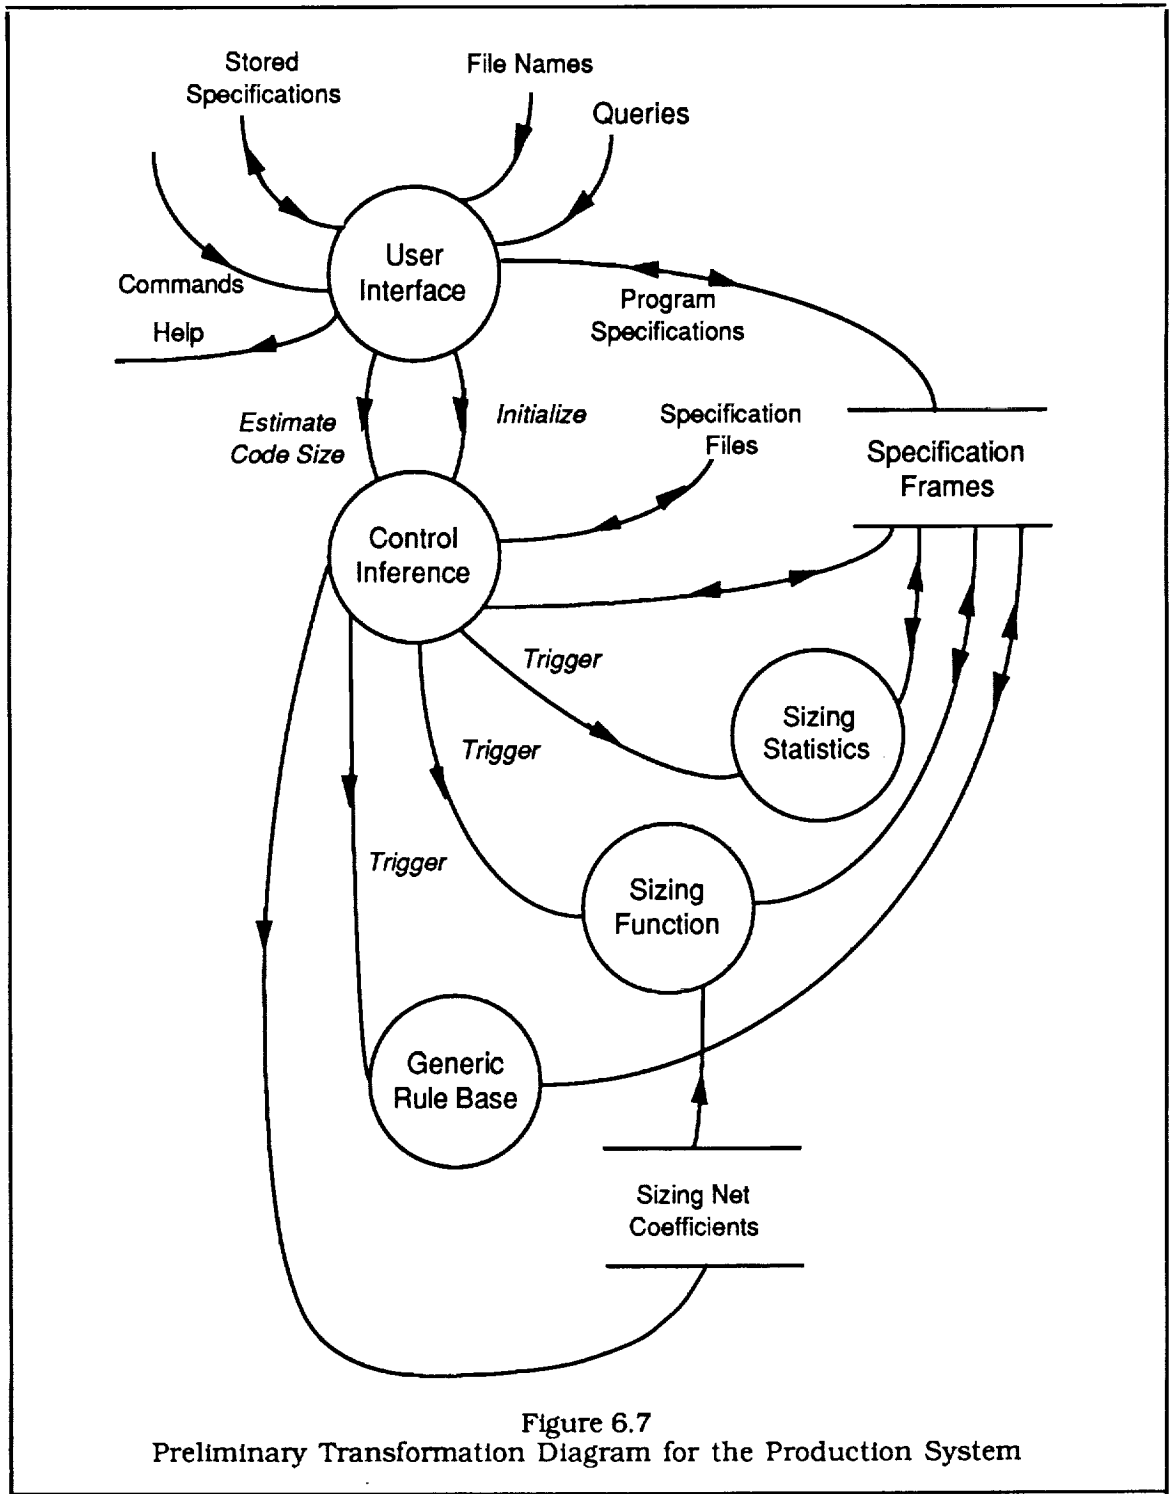 Stored
Specifications
File Names
Queries
User
Interface
Commands
Help
Program
Specifications
Estimate
Code Size
Initialize
Specification
Files
Specification
Frames
Control
Inference
Trigger
Sizing
Statistics
Trigger
Trigger
Sizing
Function
Generic
Rule Base
Sizing Net
Coefficients
Figure 6.7
Preliminary Transformation Diagram for the Production System